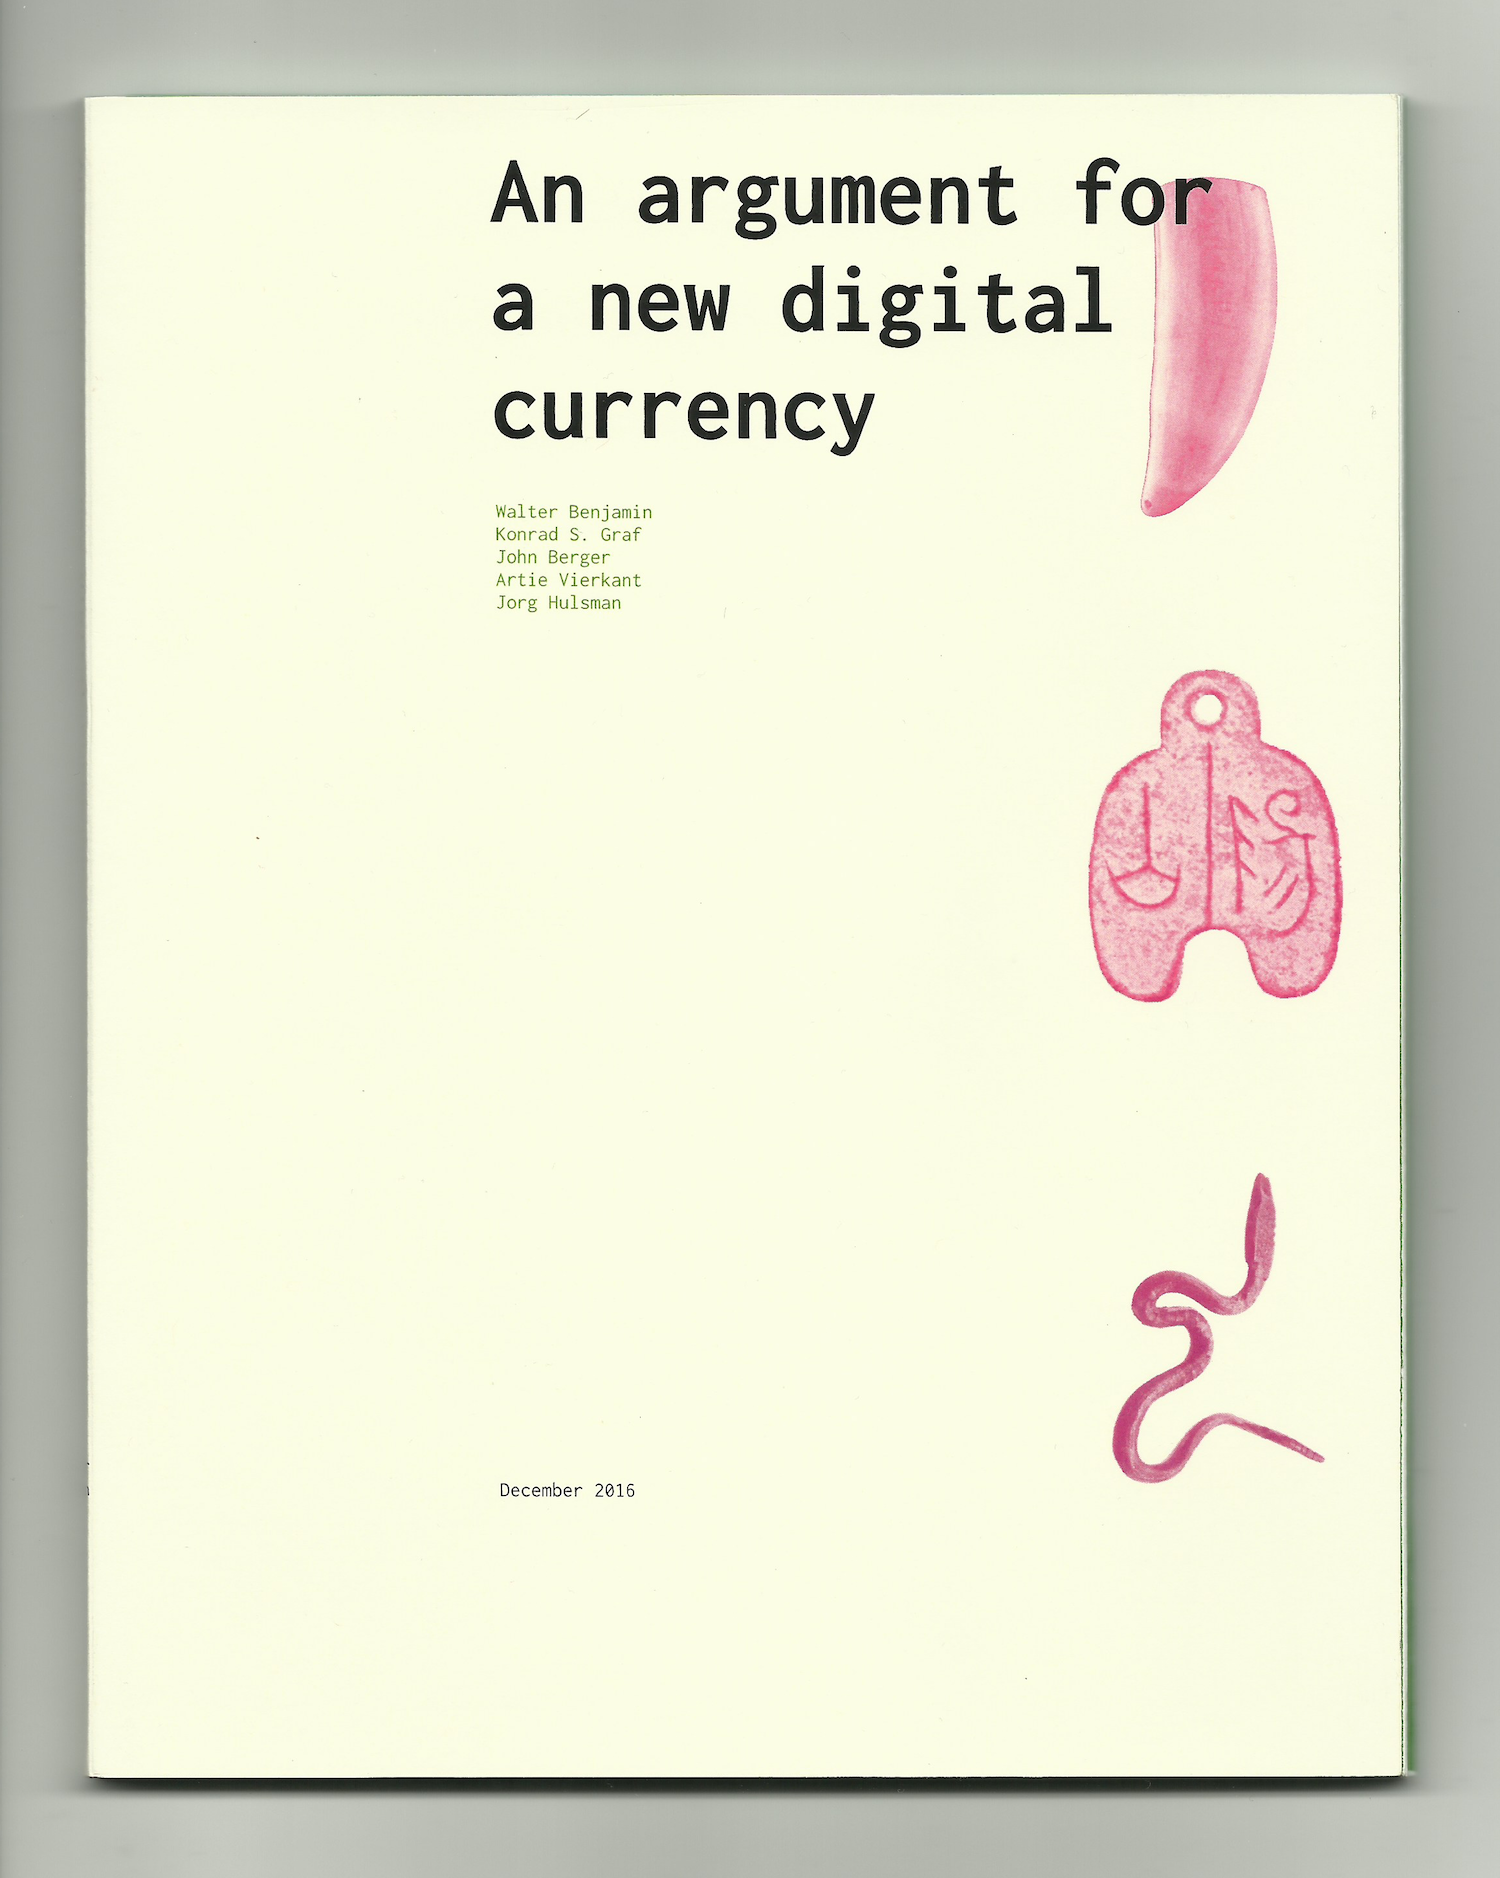 An argument for
a new digital
currency
Walter Benjamin
Konrad S. Graf
John Berger
Artie Vierkant
Jorg Hulsman
December 2016